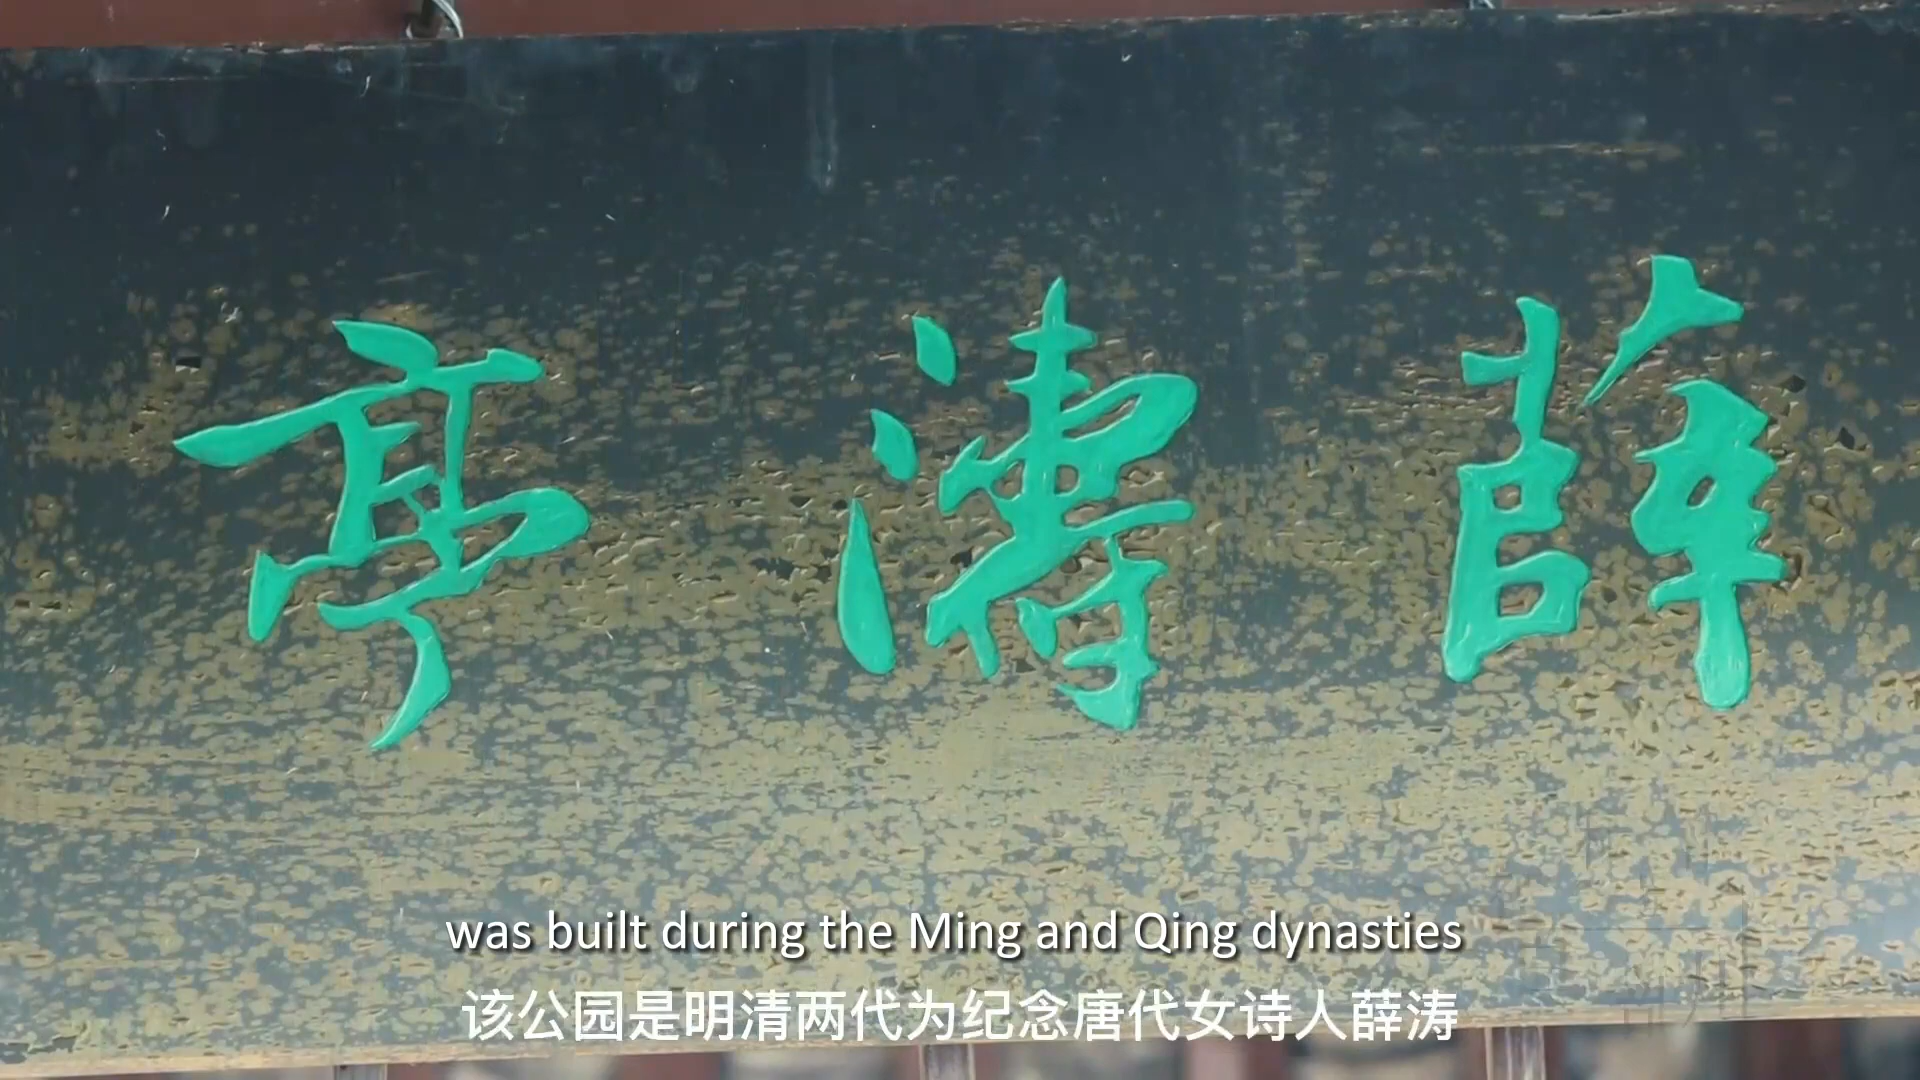 薛濤亭
was built during the Ming and Qing dynasties
该公园是明清两代为纪念唐代女诗人薛涛